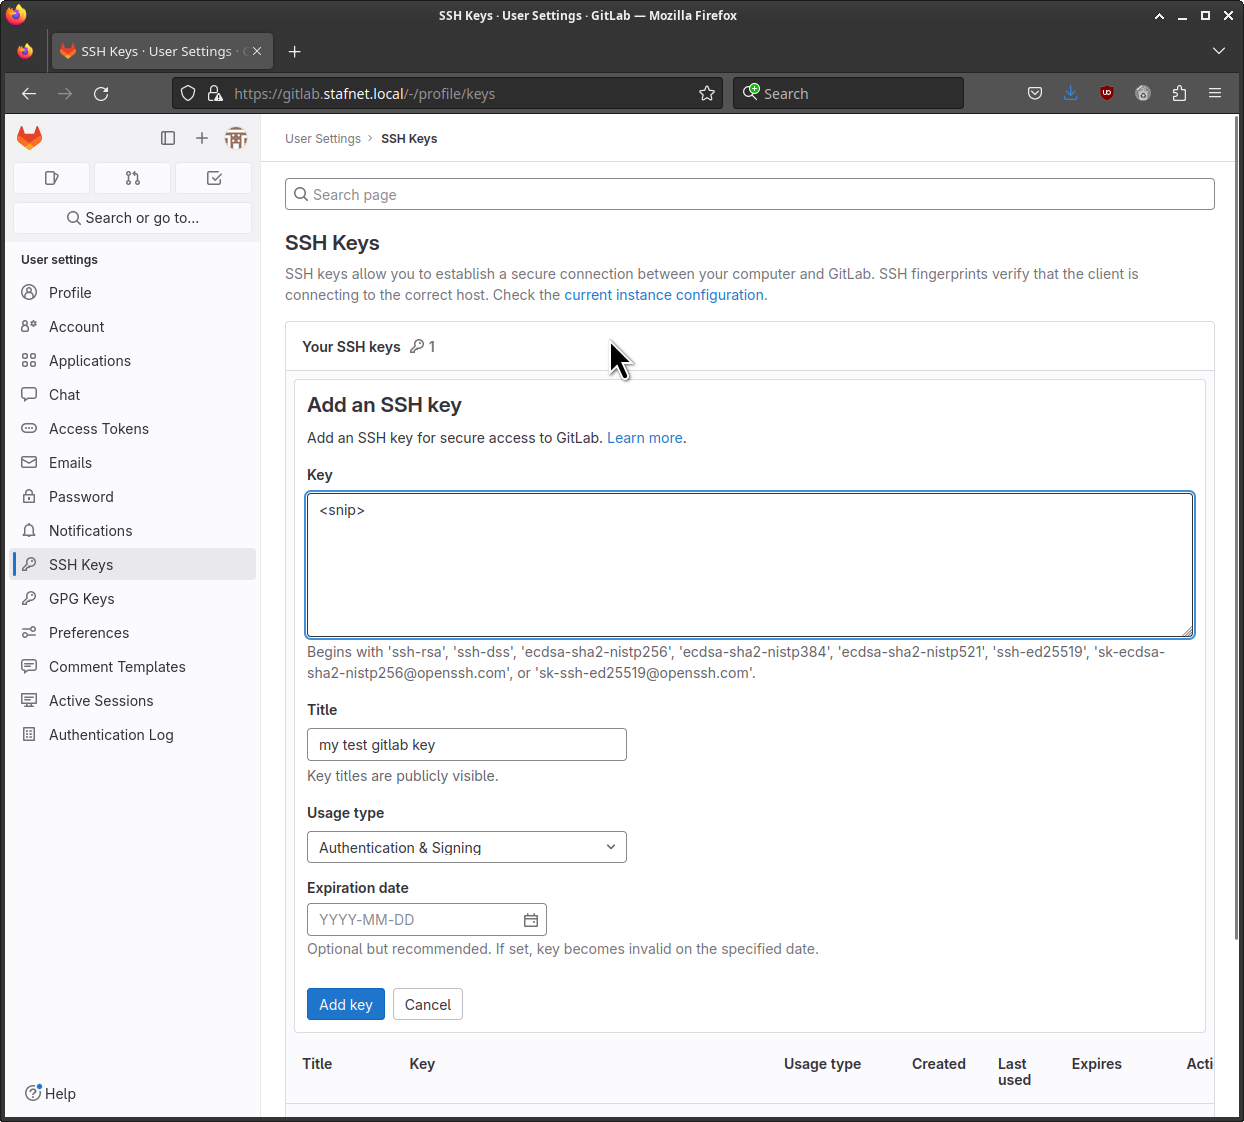 SSH Keys · User Settings · GitLab — Mozilla Firefox
SSH Keys · User Settings ·
https://gitlab.stafnet.local/-/profile/keys
Search
User Settings › SSH Keys
Search or go to...
Search page
User settings
Profile
Account
Applications
Chat
Access Tokens
Emails
Password
Notifications
SSH Keys
GPG Keys
Preferences
Comment Templates
Active Sessions
Authentication Log
Help
SSH Keys
SSH keys allow you to establish a secure connection between your computer and GitLab. SSH fingerprints verify that the client is
connecting to the correct host. Check the current instance configuration.
Your SSH keys 1
Add an SSH key
Add an SSH key for secure access to GitLab. Learn more.
Key
<snip>
Begins with 'ssh-rsa', 'ssh-dss', 'ecdsa-sha2-nistp256', 'ecdsa-sha2-nistp384', 'ecdsa-sha2-nistp521', 'ssh-ed25519', 'sk-ecdsa-
sha2-nistp256@openssh.com', or 'sk-ssh-ed25519@openssh.com'.
Title
my test gitlab key
Key titles are publicly visible.
Usage type
Authentication & Signing
Expiration date
YYYY-MM-DD
Optional but recommended. If set, key becomes invalid on the specified date.
Add key Cancel
Title Key Usage type Created Last used Expires Acti